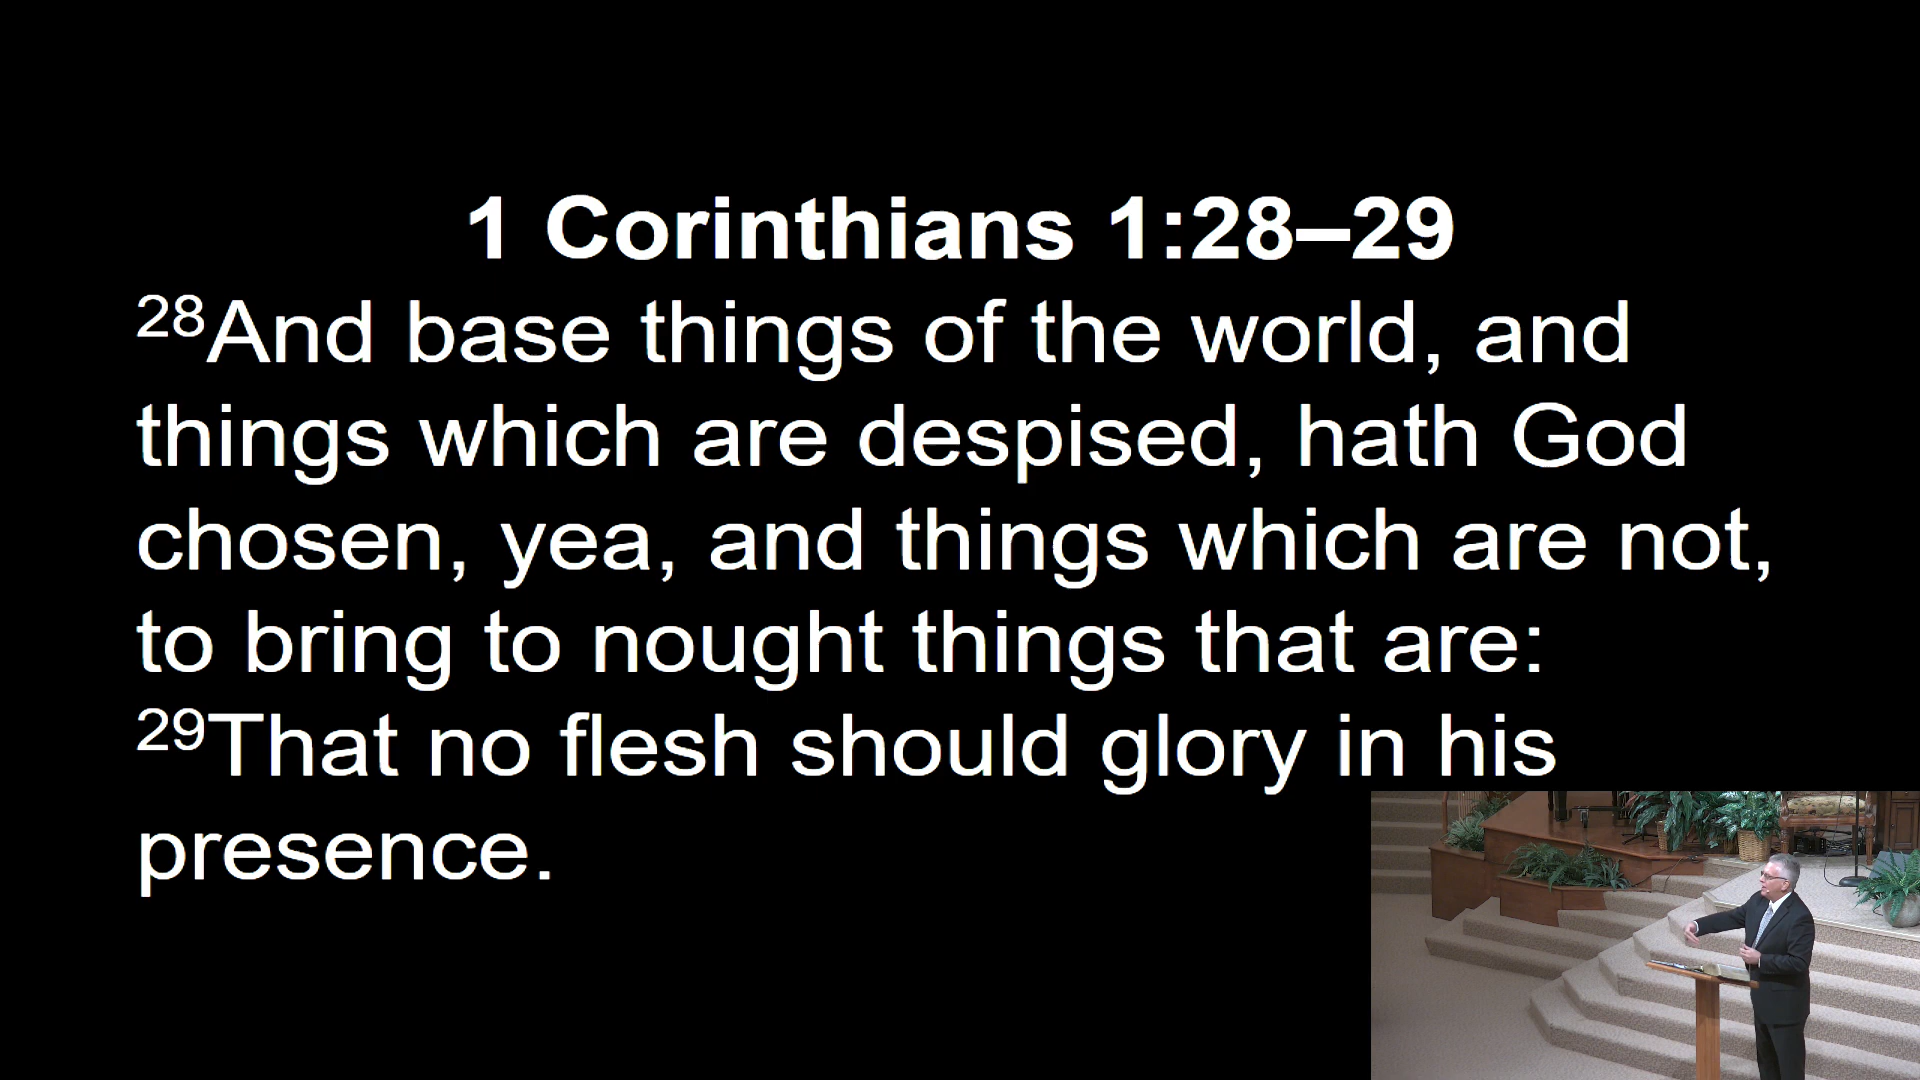 1 Corinthians 1:28–29
28And base things of the world, and
things which are despised, hath God
chosen, yea, and things which are not,
to bring to nought things that are:
29That no flesh should glory in his
presence.